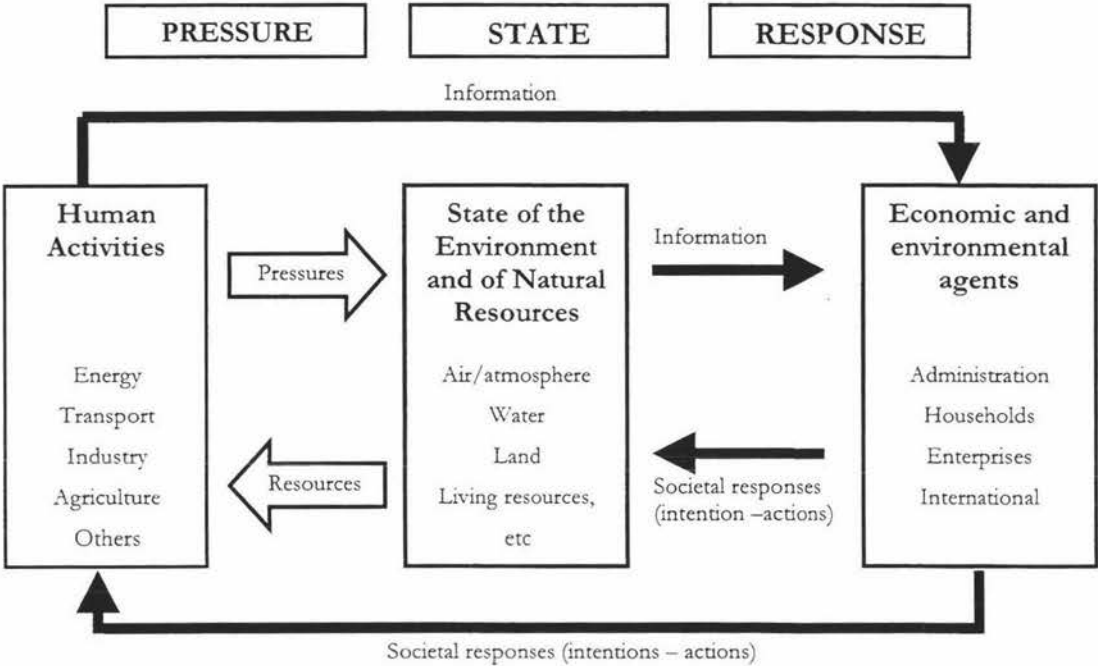 PRESSURE
STATE
RESPONSE
Information
Human
Activities
Energy
Transport
Industry
Agriculture
Others
Pressures
Resources
State of the
Environment
and of Natural
Resources
Air/atmosphere
Water
Land
Living resources,
etc
Information
Societal responses
(intention –actions)
Economic and
environmental
agents
Administration
Households
Enterprises
International
Societal responses (intentions – actions)